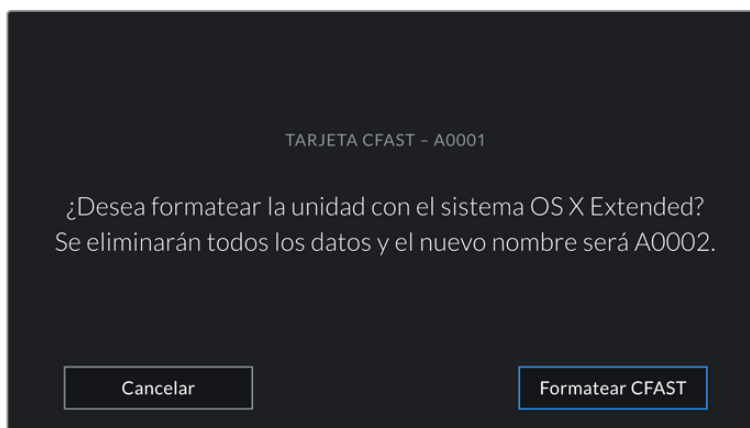 TARJETA CFAST – A0001
¿Desea formatear la unidad con el sistema OS X Extended?
Se eliminarán todos los datos y el nuevo nombre será A0002.
Cancelar
Formatear CFAST